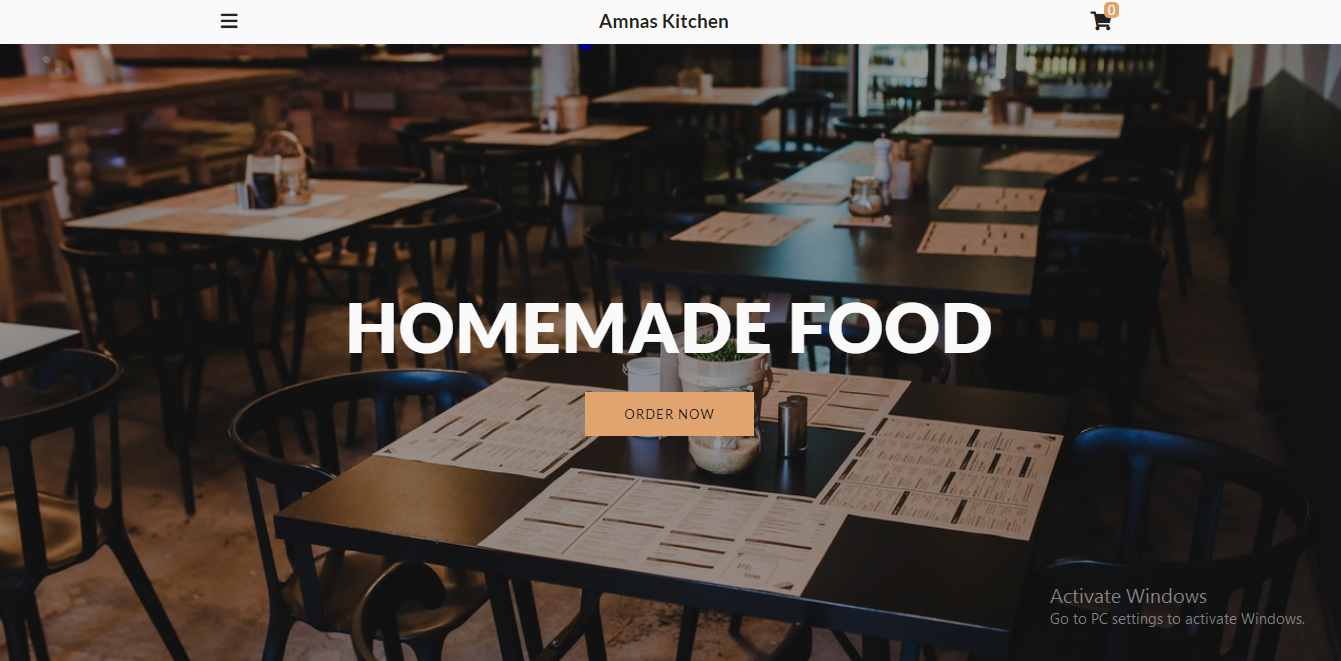 Amnas Kitchen
0
HOMEMADE FOOD
ORDER NOW
Activate Windows
Go to PC settings to activate Windows.